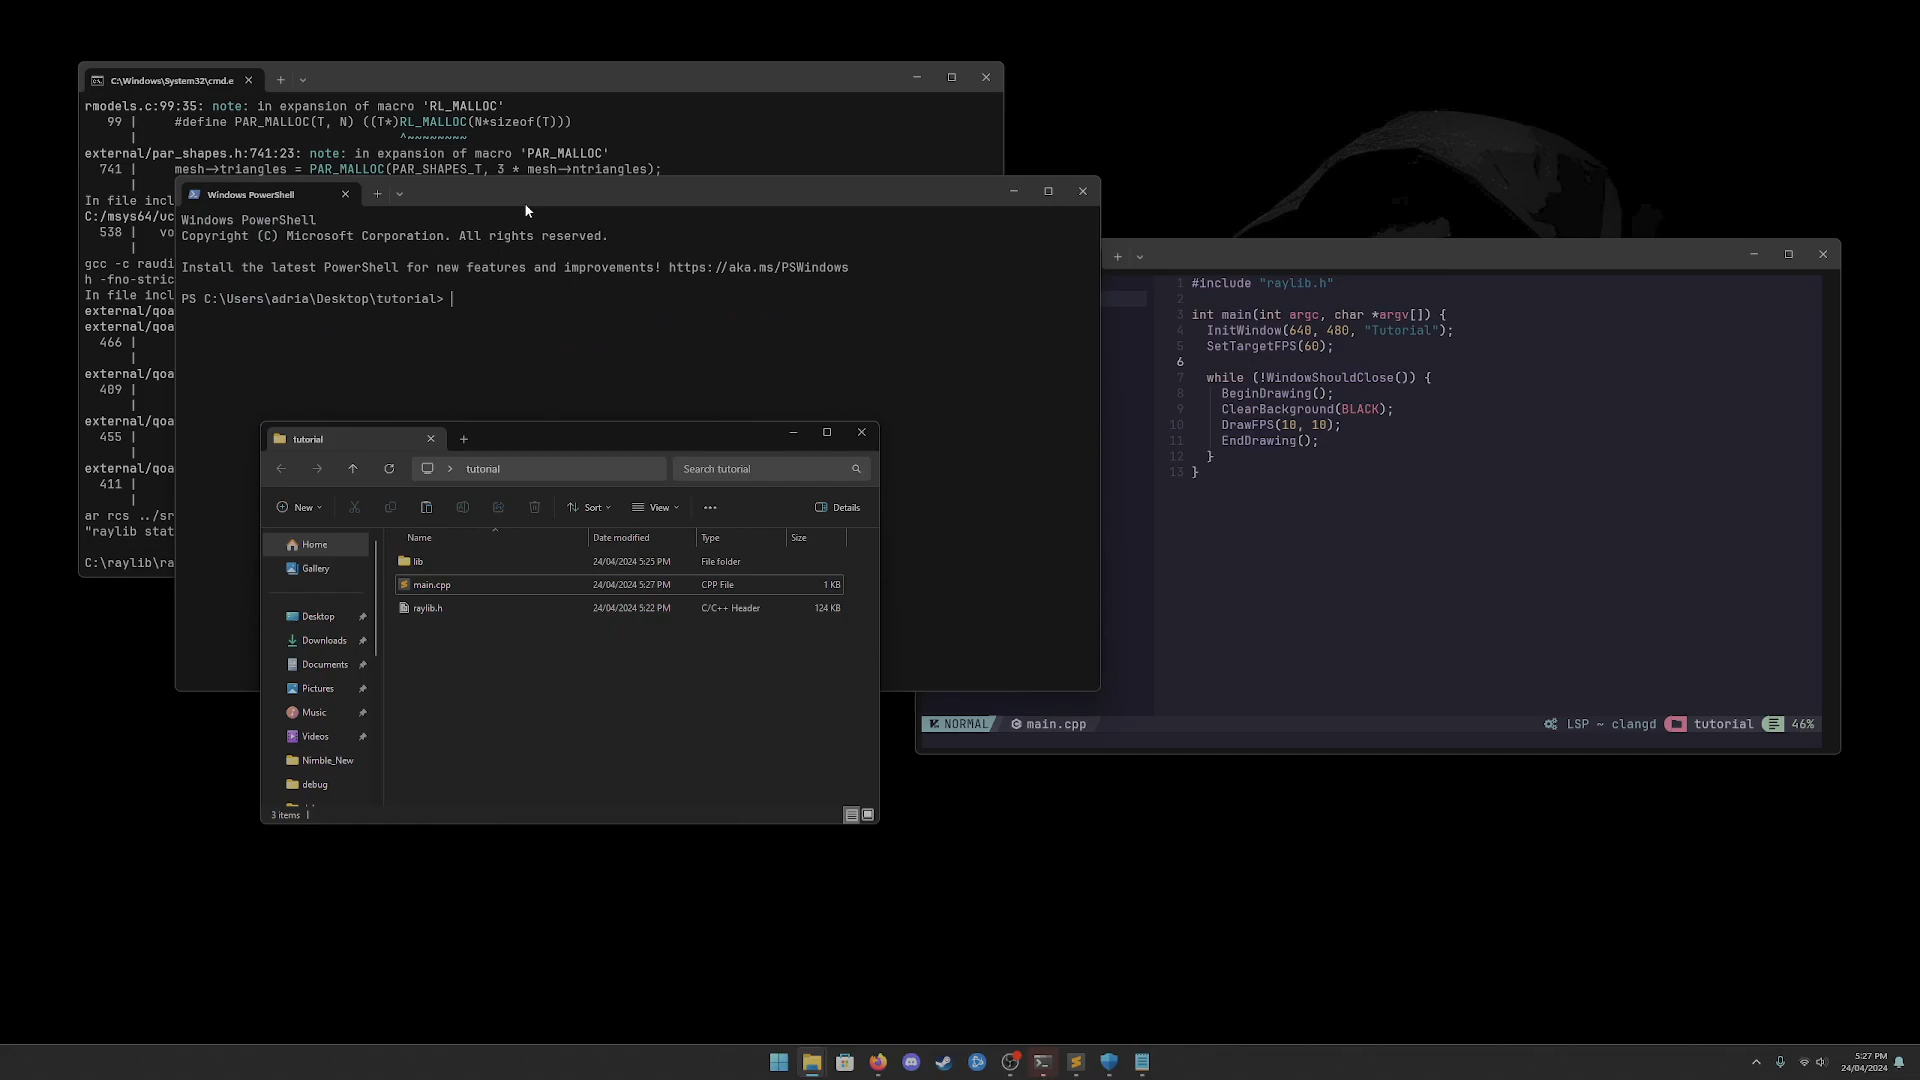 C:\Windows\System32\cmd.e
rmodels.c:99:35: note: in expansion of macro 'RL_MALLOC'
99 | #define PAR_MALLOC(T, N) ((T*)RL_MALLOC(N*sizeof(T)))
| ^~~~~~~~~
external/par_shapes.h:741:23: note: in expansion of macro 'PAR_MALLOC'
741 | mesh->triangles = PAR_MALLOC(PAR_SHAPES_T, 3 * mesh->ntriangles);
|
In file incl
C:/msys64/uc
538 | vo
|
gcc -c raudi
h -fno-stric
In file incl
external/qoa
external/qoa
466 |
|
external/qoa
409 |
|
external/qoa
455 |
|
external/qoa
411 |
|
ar rcs ../sr
"raylib stat
C:\raylib\ra
Windows PowerShell
Windows PowerShell
Copyright (C) Microsoft Corporation. All rights reserved.
Install the latest PowerShell for new features and improvements! https://aka.ms/PSWindows
PS C:\Users\adria\Desktop\tutorial>
tutorial
tutorial
Search tutorial
New
Sort
View
Details
Name Date modified Type Size
lib 24/04/2024 5:25 PM File folder
main.cpp 24/04/2024 5:27 PM CPP File 1 KB
raylib.h 24/04/2024 5:22 PM C/C++ Header 124 KB
Home
Gallery
Desktop
Downloads
Documents
Pictures
Music
Videos
Nimble_New
debug
3 items
1 #include "raylib.h"
2
3 int main(int argc, char *argv[]) {
4 InitWindow(640, 480, "Tutorial");
5 SetTargetFPS(60);
6
7 while (!WindowShouldClose()) {
8 BeginDrawing();
9 ClearBackground(BLACK);
10 DrawFPS(10, 10);
11 EndDrawing();
12 }
13 }
NORMAL main.cpp LSP ~ clangd tutorial 46%
5:27 PM
24/04/2024